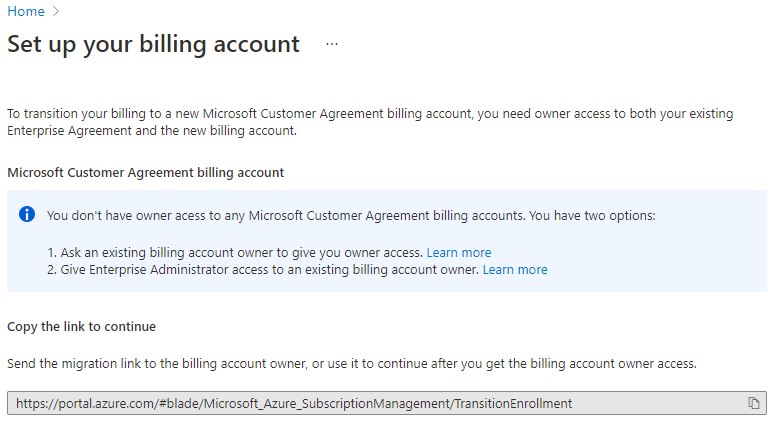 Home >
Set up your billing account ...
To transition your billing to a new Microsoft Customer Agreement billing account, you need owner access to both your existing
Enterprise Agreement and the new billing account.
Microsoft Customer Agreement billing account
You don't have owner acess to any Microsoft Customer Agreement billing accounts. You have two options:
1. Ask an existing billing account owner to give you owner access. Learn more
2. Give Enterprise Administrator access to an existing billing account owner. Learn more
Copy the link to continue
Send the migration link to the billing account owner, or use it to continue after you get the billing account owner access.
https://portal.azure.com/#blade/Microsoft_Azure_SubscriptionManagement/TransitionEnrollment